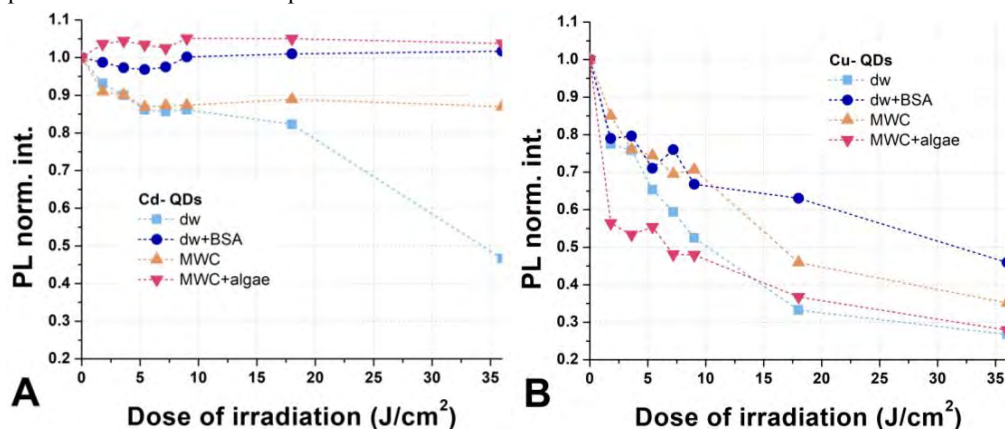 1.1
1.0
0.9
0.8
0.7
0.6
0.5
0.4
0.3
0.2
PL norm. int.
Cd- QDs
dw
dw+BSA
MWC
MWC+algae
0 5 10 15 20 25 30 35
A
Dose of irradiation (J/cm²)
1.1
1.0
0.9
0.8
0.7
0.6
0.5
0.4
0.3
0.2
PL norm. int.
Cu- QDs
dw
dw+BSA
MWC
MWC+algae
0 5 10 15 20 25 30 35
B
Dose of irradiation (J/cm²)